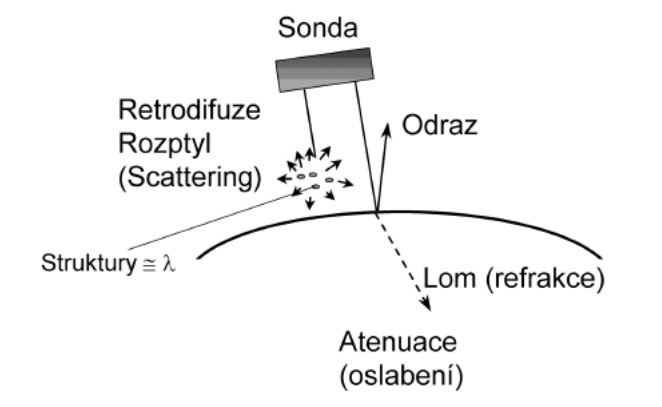 Sonda
Retrodifuze
Rozptyl
(Scattering)
Odraz
Struktury ≅ λ
Lom (refrakce)
Atenuace
(oslabení)